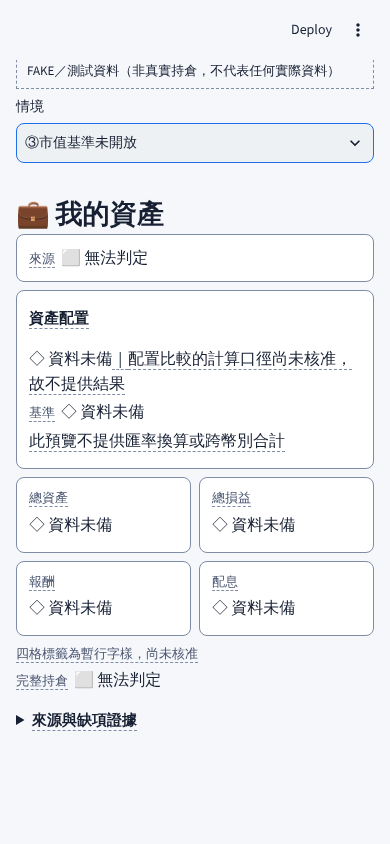 Deploy
FAKE／測試資料（非真實持倉，不代表任何實際資料）
情境
③市值基準未開放
💼 我的資產
來源 ⬜ 無法判定
資產配置
◇ 資料未備｜配置比較的計算口徑尚未核准，
故不提供結果
基準 ◇ 資料未備
此預覽不提供匯率換算或跨幣別合計
總資產
◇ 資料未備
總損益
◇ 資料未備
報酬
◇ 資料未備
配息
◇ 資料未備
四格標籤為暫行字樣，尚未核准
完整持倉 ⬜ 無法判定
▶ 來源與缺項證據